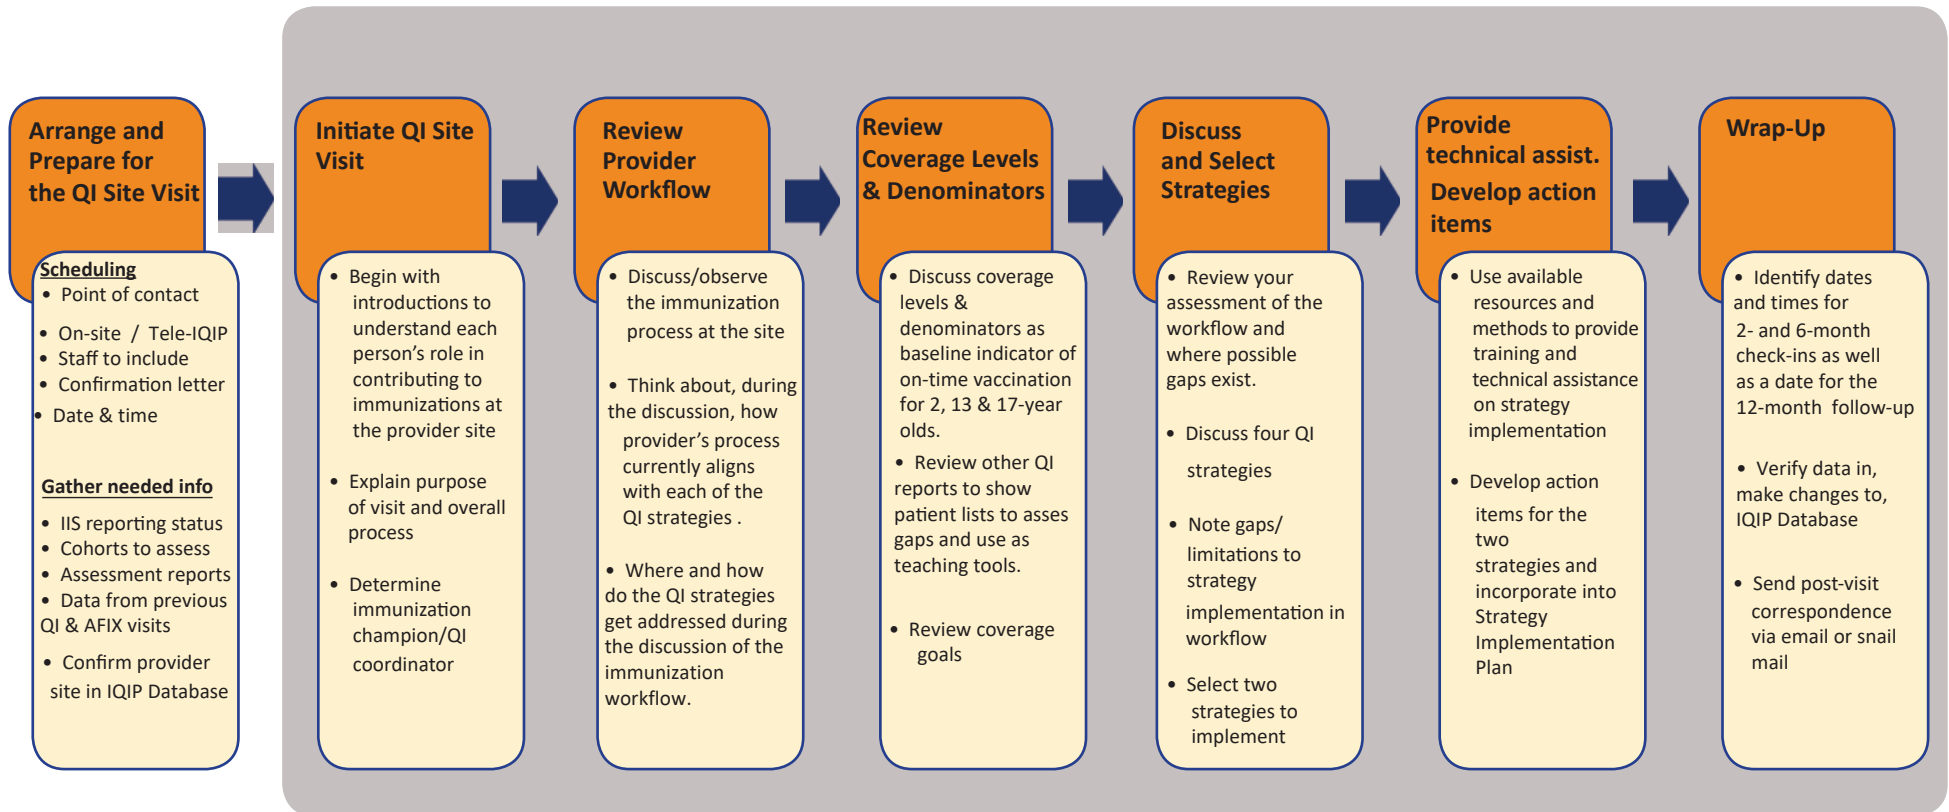 Arrange and
Prepare for
the QI Site Visit
Scheduling
• Point of contact
• On-site / Tele-IQIP
• Staff to include
• Confirmation letter
• Date & time
Gather needed info
• IIS reporting status
• Cohorts to assess
• Assessment reports
• Data from previous
QI & AFIX visits
• Confirm provider
site in IQIP Database
Initiate QI Site
Visit
• Begin with
introductions to
understand each
person's role in
contributing to
immunizations at
the provider site
• Explain purpose
of visit and overall
process
• Determine
immunization
champion/QI
coordinator
Review
Provider
Workflow
• Discuss/observe
the immunization
process at the site
• Think about, during
the discussion, how
provider's process
currently aligns
with each of the
QI strategies .
• Where and how
do the QI strategies
get addressed during
the discussion of the
immunization
workflow.
Review
Coverage Levels
& Denominators
• Discuss coverage
levels &
denominators as
baseline indicator of
on-time vaccination
for 2, 13 & 17-year
olds.
• Review other QI
reports to show
patient lists to asses
gaps and use as
teaching tools.
• Review coverage
goals
Discuss
and Select
Strategies
• Review your
assessment of the
workflow and
where possible
gaps exist.
• Discuss four QI
strategies
• Note gaps/
limitations to
strategy
implementation in
workflow
• Select two
strategies to
implement
Provide
technical assist.
Develop action
items
• Use available
resources and
methods to provide
training and
technical assistance
on strategy
implementation
• Develop action
items for the
two
strategies and
incorporate into
Strategy
Implementation
Plan
Wrap-Up
• Identify dates
and times for
2- and 6-month
check-ins as well
as a date for the
12-month follow-up
• Verify data in,
make changes to,
IQIP Database
• Send post-visit
correspondence
via email or snail
mail